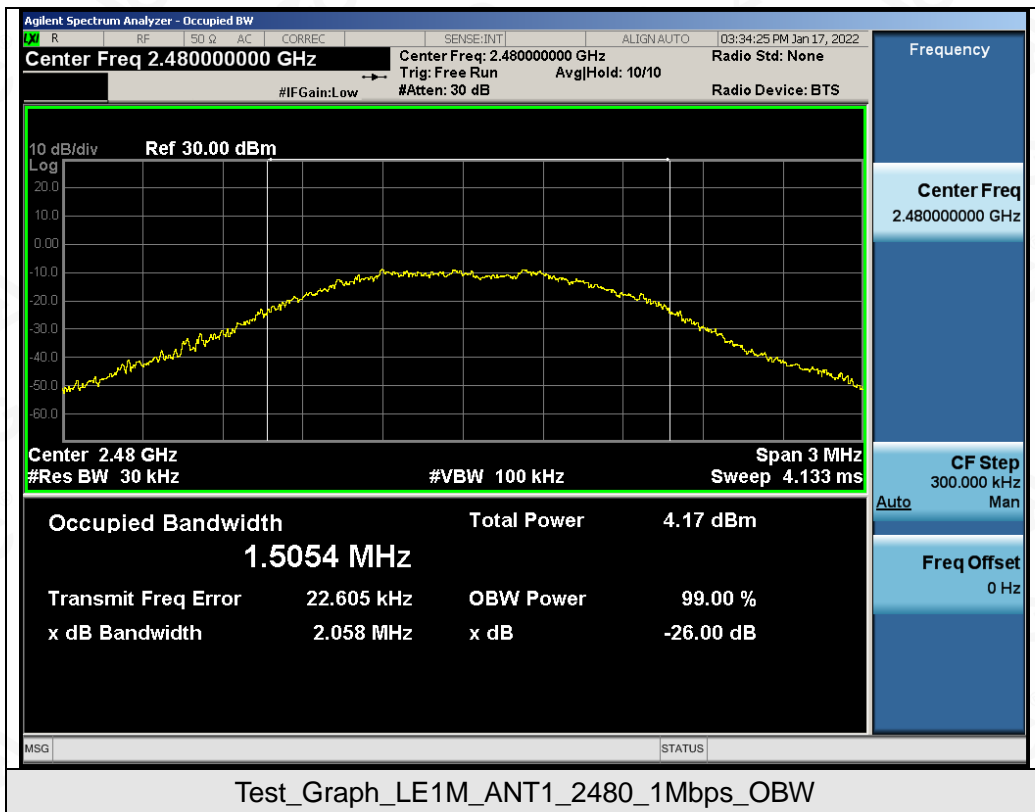 Agilent Spectrum Analyzer - Occupied BW
LXI R RF 50 Ω AC CORREC SENSE:INT ALIGN AUTO 03:34:25 PM Jan 17, 2022
Center Freq 2.480000000 GHz Center Freq: 2.480000000 GHz Radio Std: None
Trig: Free Run Avg|Hold: 10/10
#IFGain:Low #Atten: 30 dB Radio Device: BTS
Frequency
10 dB/div Ref 30.00 dBm
Log
20.0
10.0
0.00
-10.0
-20.0
-30.0
-40.0
-50.0
-60.0
Center 2.48 GHz Span 3 MHz
#Res BW 30 kHz #VBW 100 kHz Sweep 4.133 ms
Center Freq
2.480000000 GHz
CF Step
300.000 kHz
Auto Man
Freq Offset
0 Hz
Occupied Bandwidth Total Power 4.17 dBm
1.5054 MHz
Transmit Freq Error 22.605 kHz OBW Power 99.00 %
x dB Bandwidth 2.058 MHz x dB -26.00 dB
MSG STATUS
Test_Graph_LE1M_ANT1_2480_1Mbps_OBW